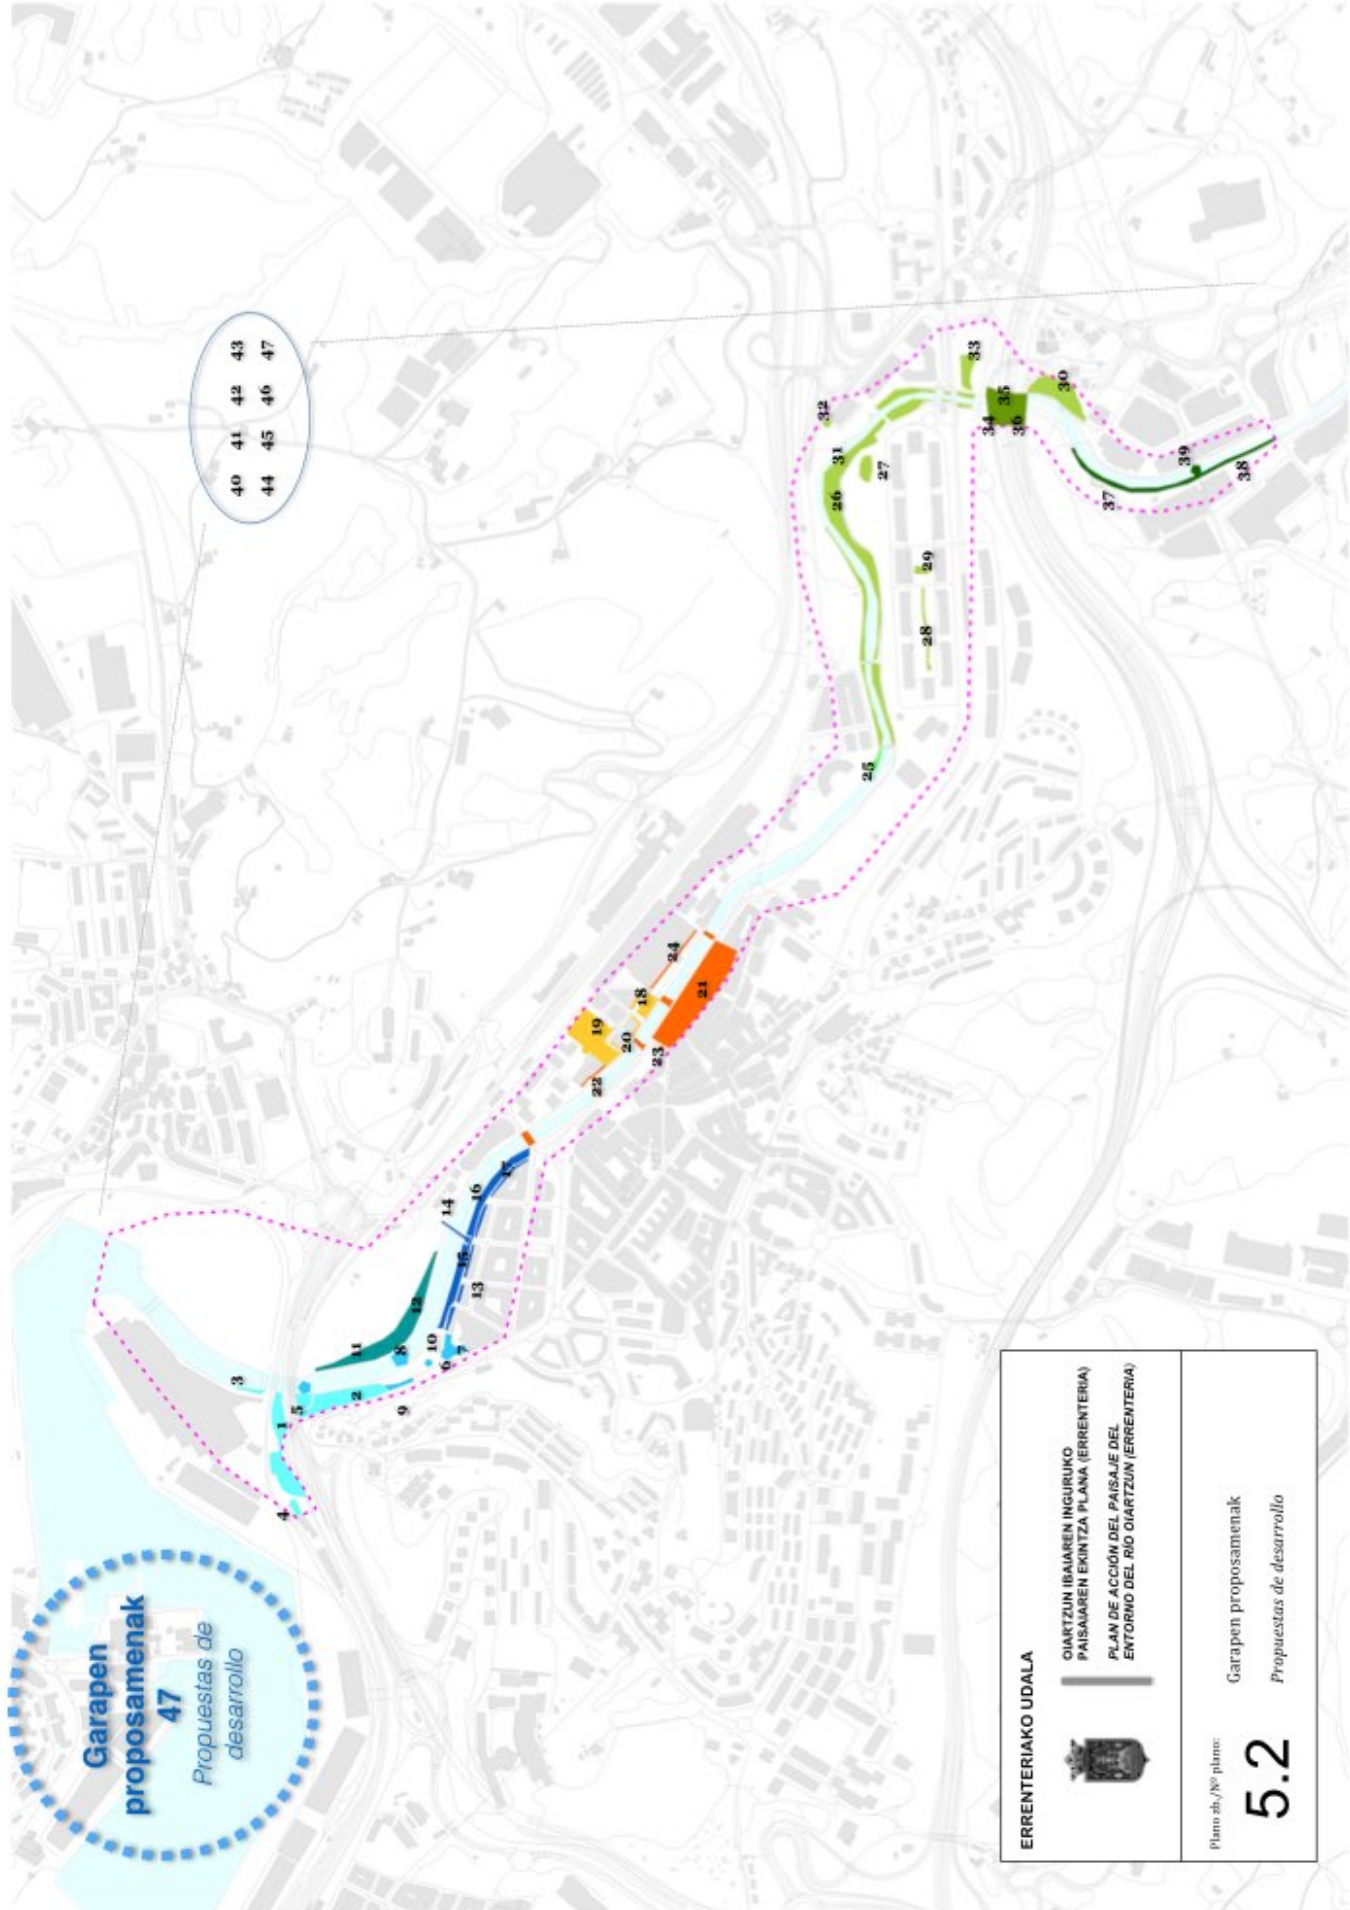 Garapen
proposamenak
47
Propuestas de
desarrollo
40 41 42 43
44 45 46 47
1
2
3
4
5
6
7
8
9
10
11
12
13
14
15
16
17
18
19
20
21
22
23
24
25
26
27
28
29
30
31
32
33
34
35
36
37
38
39
ERRENTERIAKO UDALA
OIARTZUN IBAIAREN INGURUKO
PAISAIAREN EKINTZA PLANA (ERRENTERIA)
PLAN DE ACCIÓN DEL PAISAJE DEL
ENTORNO DEL RÍO OIARTZUN (ERRENTERIA)
Plano zb./Nº plano:
5.2
Garapen proposamenak
Propuestas de desarrollo